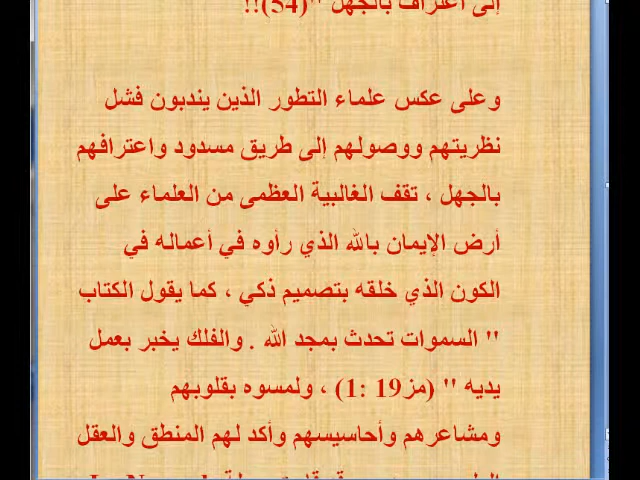 إلى اعتراف بالجهل "(54)!!
وعلى عكس علماء التطور الذين يندبون فشل
نظريتهم ووصولهم إلى طريق مسدود واعترافهم
بالجهل ، تقف الغالبية العظمى من العلماء على
أرض الإيمان بالله الذي رأوه في أعماله في
الكون الذي خلقه بتصميم ذكي ، كما يقول الكتاب
" السموات تحدث بمجد الله . والفلك يخبر بعمل
يديه " (مز19 :1) ، ولمسوه بقلوبهم
ومشاعرهم وأحاسيسهم وأكد لهم المنطق والعقل